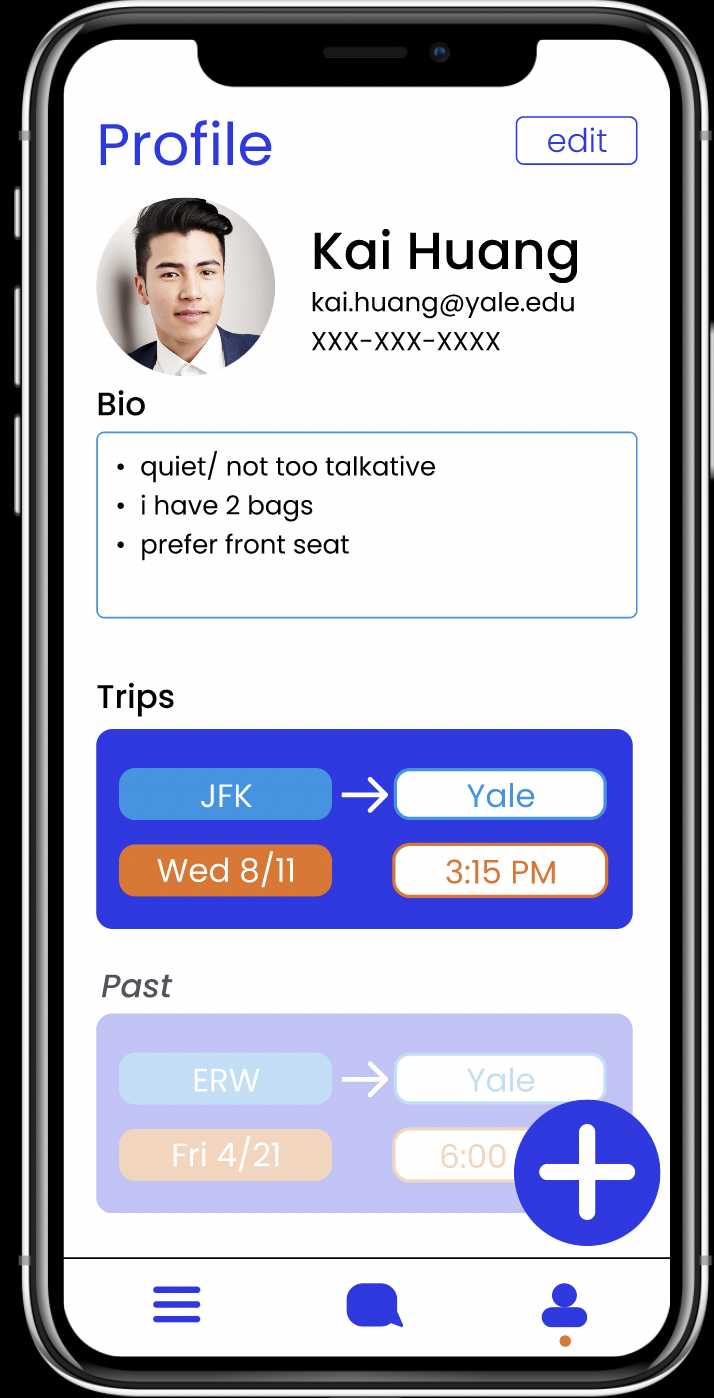 Profile
edit
Kai Huang
kai.huang@yale.edu
XXX-XXX-XXXX
Bio
• quiet/ not too talkative
• i have 2 bags
• prefer front seat
Trips
JFK → Yale
Wed 8/11 3:15 PM
Past
ERW → Yale
Fri 4/21 6:00